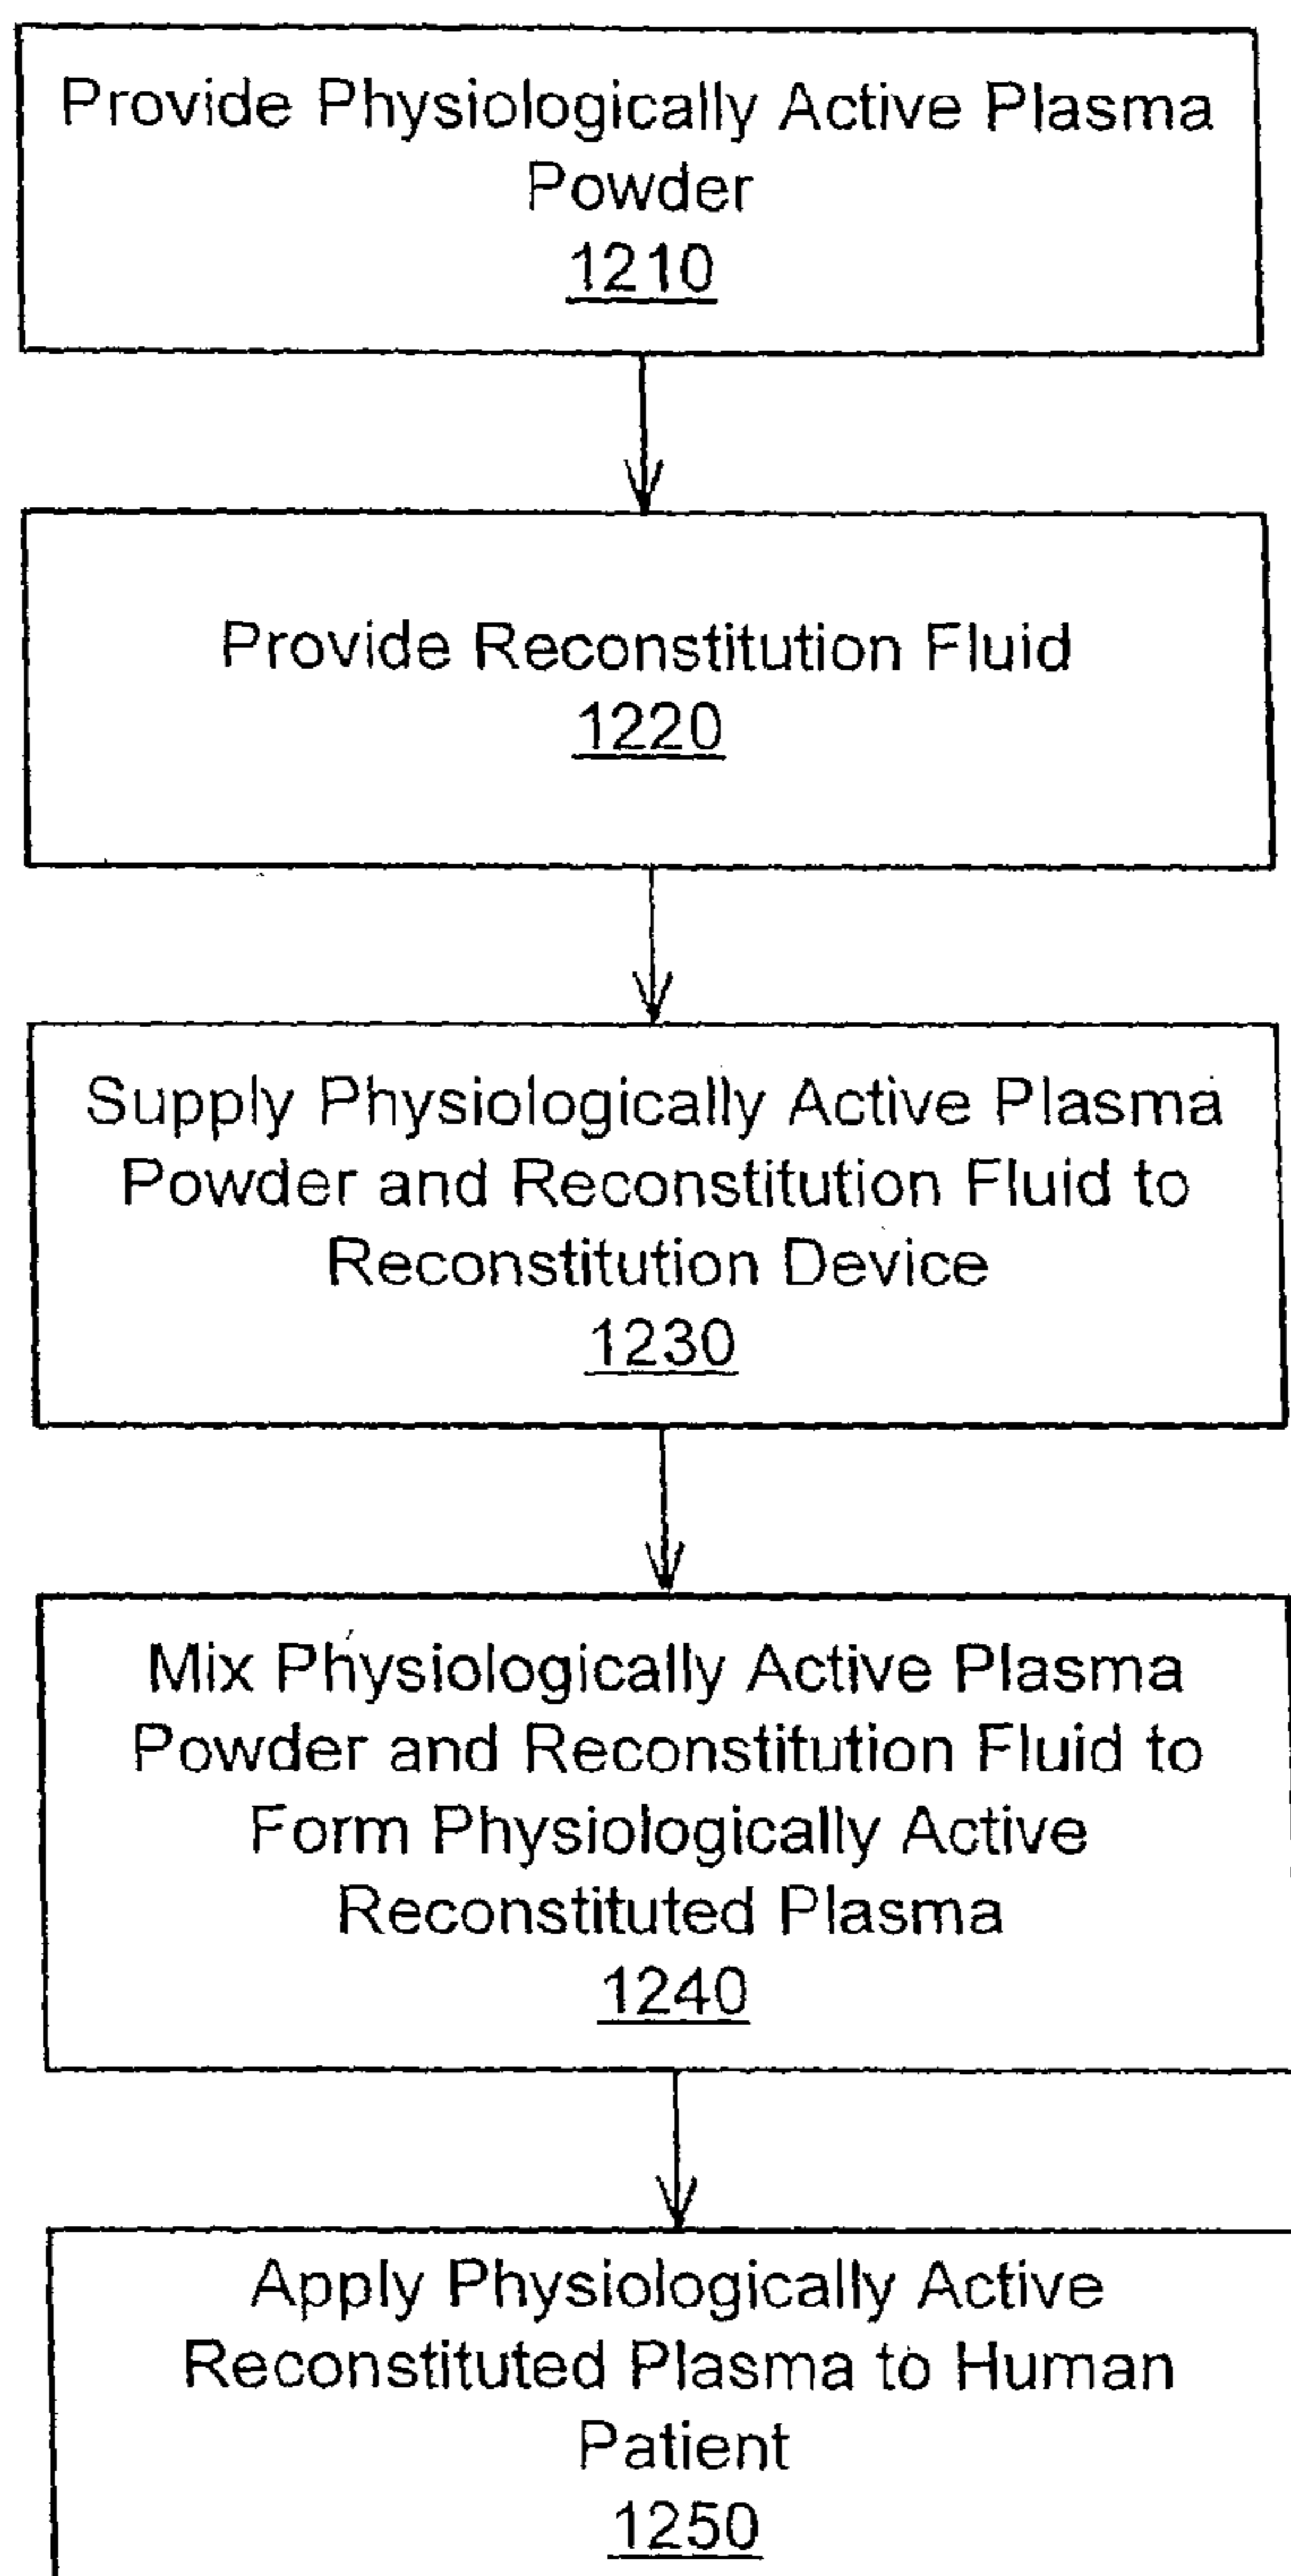 Provide Physiologically Active Plasma
Powder
1210
Provide Reconstitution Fluid
1220
Supply Physiologically Active Plasma
Powder and Reconstitution Fluid to
Reconstitution Device
1230
Mix Physiologically Active Plasma
Powder and Reconstitution Fluid to
Form Physiologically Active
Reconstituted Plasma
1240
Apply Physiologically Active
Reconstituted Plasma to Human
Patient
1250